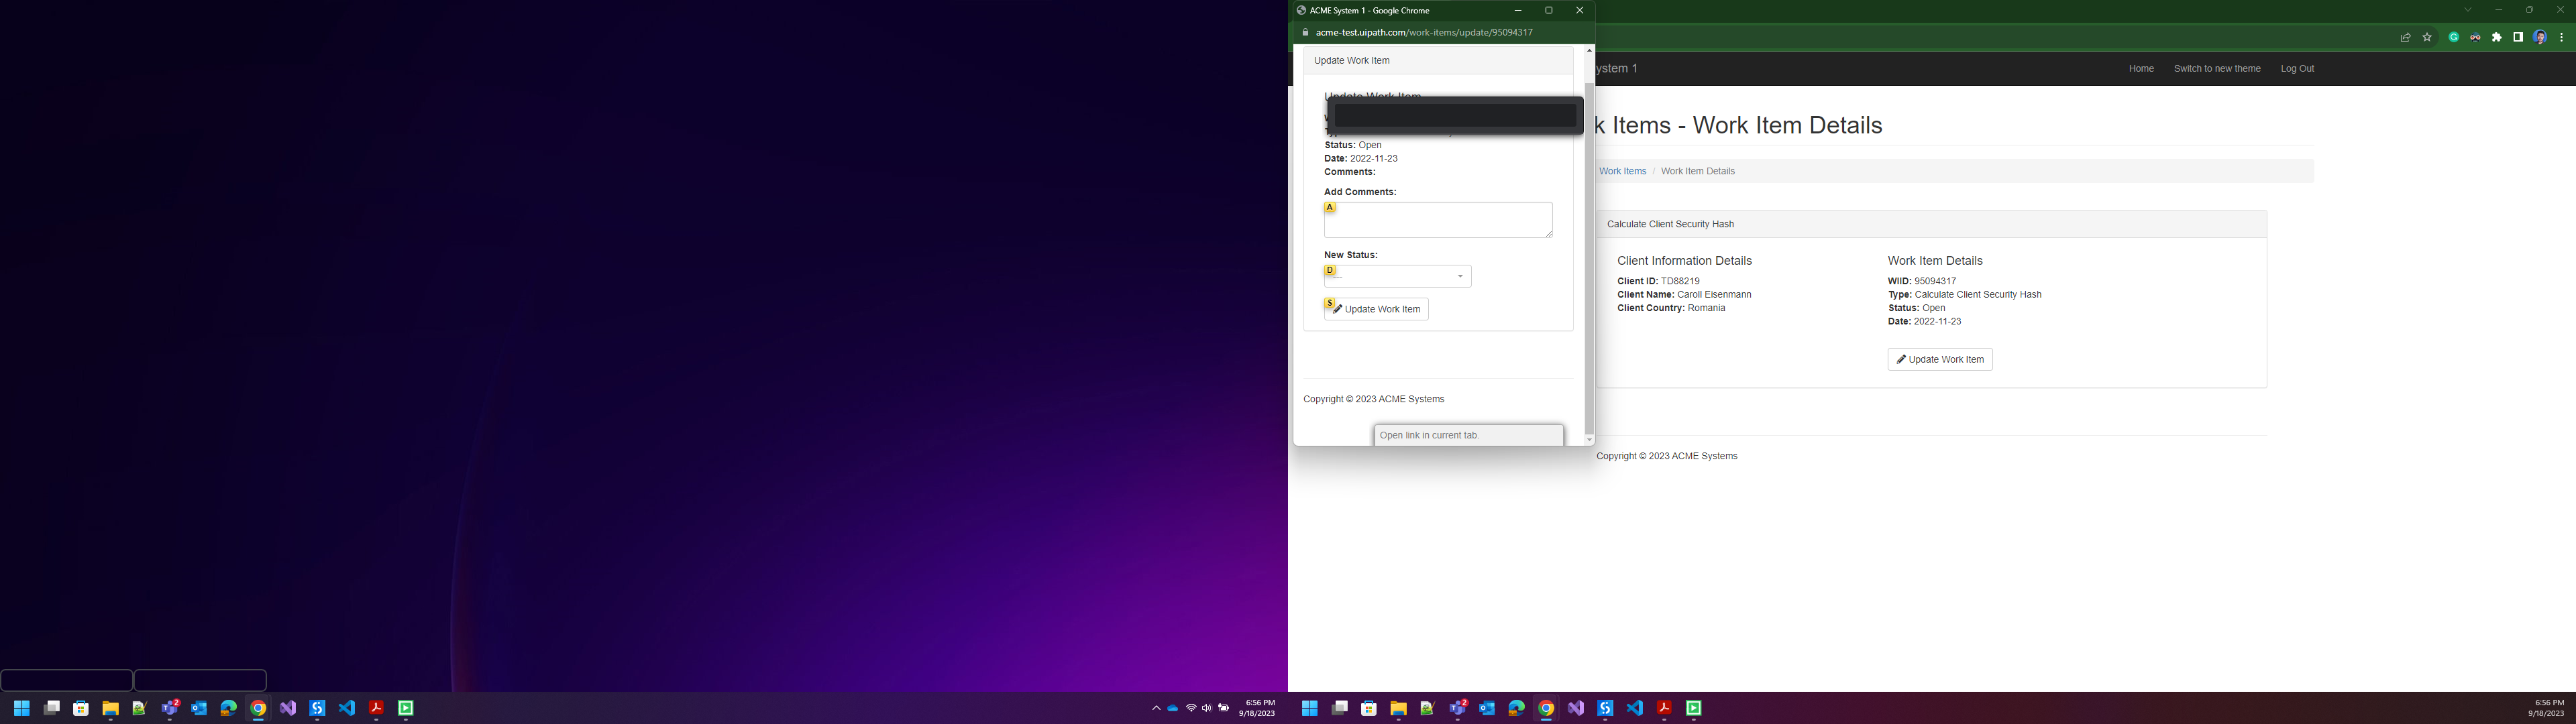 ACME System 1 - Google Chrome
acme-test.uipath.com/work-items/update/95094317
Update Work Item
Status: Open
Date: 2022-11-23
Comments:
Add Comments:
A
New Status:
D
S
Update Work Item
Copyright © 2023 ACME Systems
Open link in current tab.
ystem 1
Home
Switch to new theme
Log Out
k Items - Work Item Details
Work Items / Work Item Details
Calculate Client Security Hash
Client Information Details
Client ID: TD88219
Client Name: Caroll Eisenmann
Client Country: Romania
Work Item Details
WIID: 95094317
Type: Calculate Client Security Hash
Status: Open
Date: 2022-11-23
Update Work Item
Copyright © 2023 ACME Systems
2
6:56 PM
9/18/2023
2
6:56 PM
9/18/2023